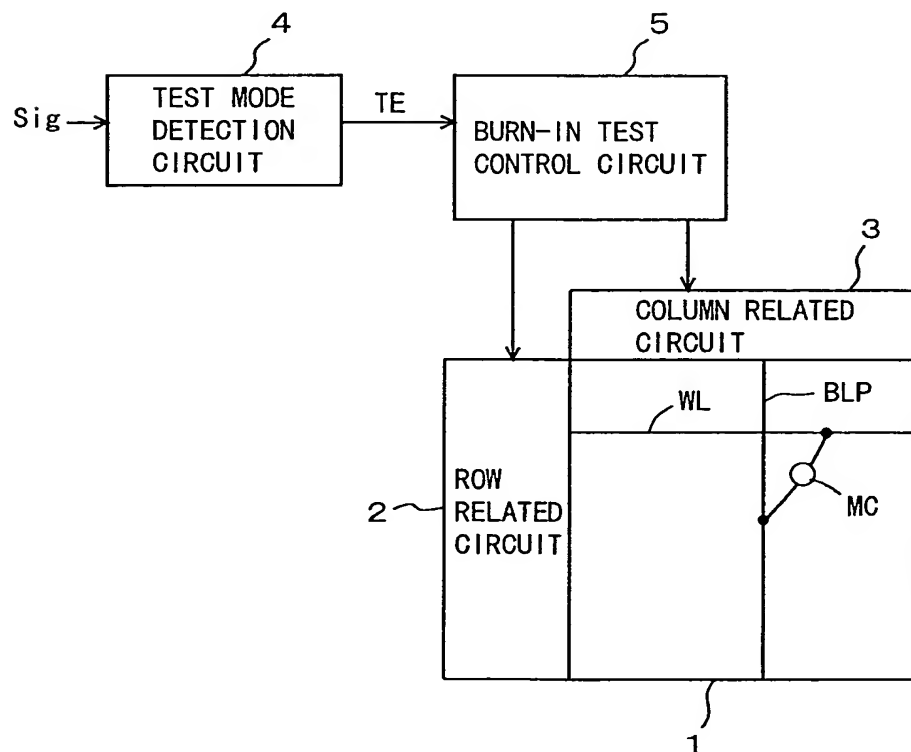 4
5
Sig
TEST MODE
DETECTION
CIRCUIT
TE
BURN-IN TEST
CONTROL CIRCUIT
3
COLUMN RELATED
CIRCUIT
WL
BLP
2
ROW
RELATED
CIRCUIT
MC
1